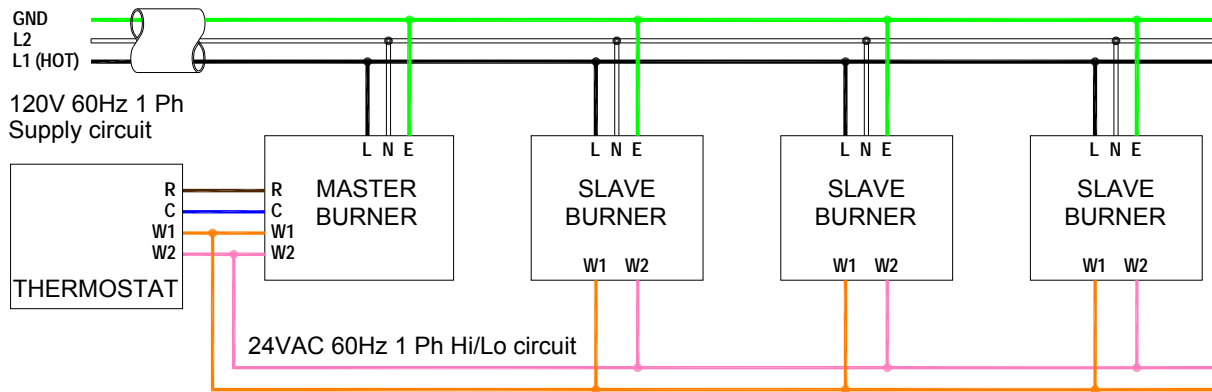 GND
L2
L1 (HOT)
120V 60Hz 1 Ph
Supply circuit
L N E
L N E
L N E
L N E
R
C
W1
W2
THERMOSTAT
R
C
W1
W2
MASTER
BURNER
SLAVE
BURNER
W1 W2
SLAVE
BURNER
W1 W2
SLAVE
BURNER
W1 W2
24VAC 60Hz 1 Ph Hi/Lo circuit